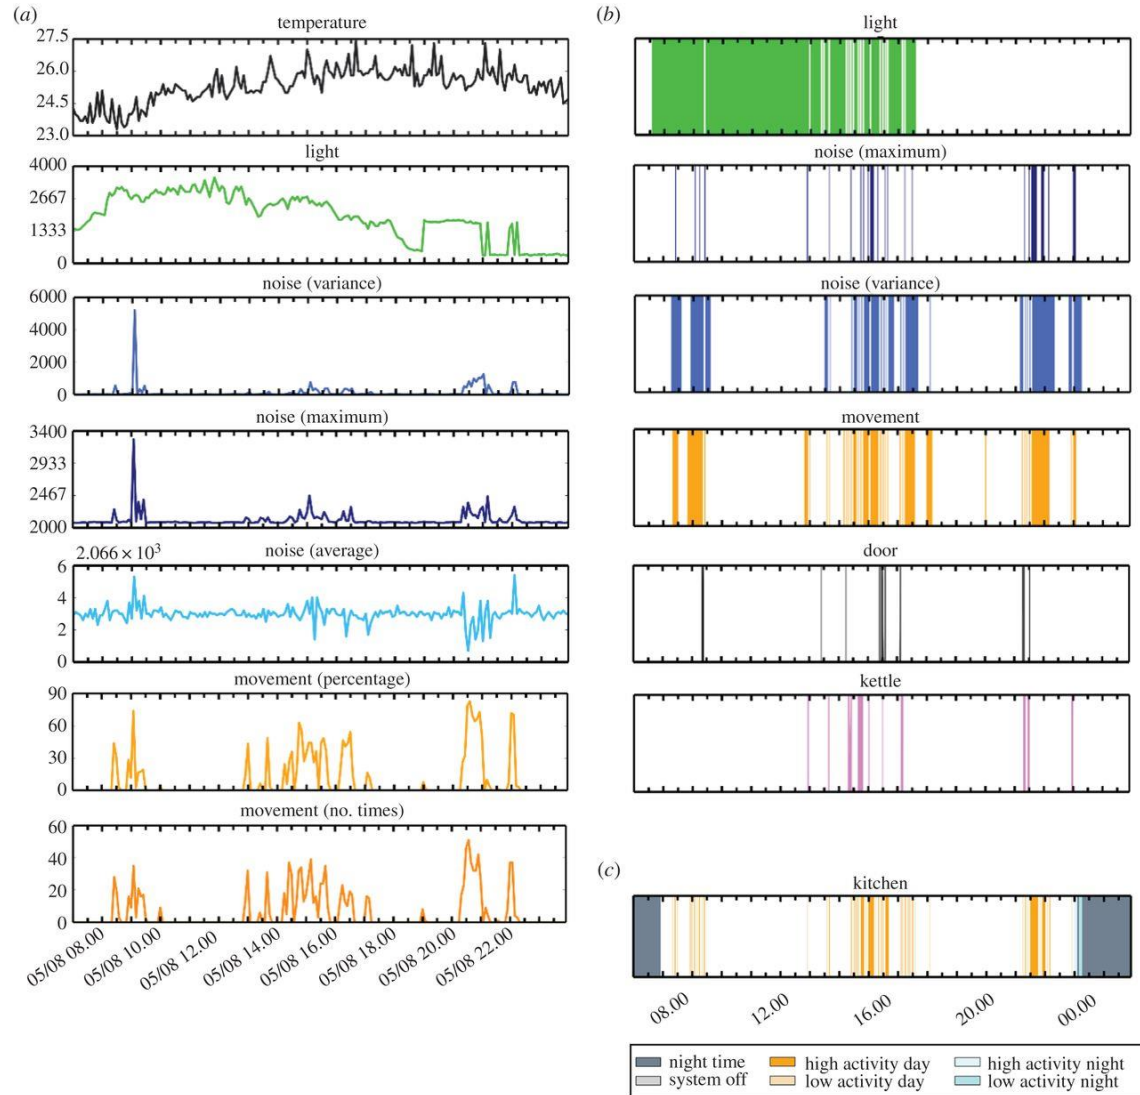 (a)
temperature
27.5
26.0
24.5
23.0
light
4000
2667
1333
0
noise (variance)
6000
4000
2000
0
noise (maximum)
3400
2933
2467
2000
2.066 × 10³ noise (average)
6
4
2
0
movement (percentage)
90
60
30
0
movement (no. times)
60
40
20
0
05/08 08.00
05/08 10.00
05/08 12.00
05/08 14.00
05/08 16.00
05/08 18.00
05/08 20.00
05/08 22.00
(b)
light
noise (maximum)
noise (variance)
movement
door
kettle
(c)
kitchen
08.00
12.00
16.00
20.00
00.00
night time high activity day high activity night
system off low activity day low activity night